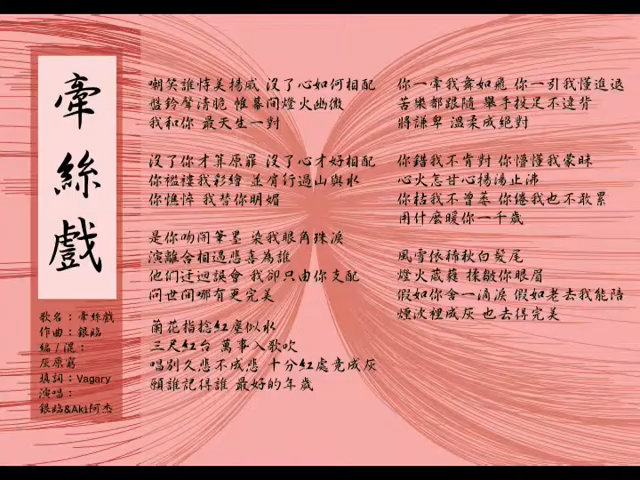 牽絲戲
歌名：牽絲戲
作曲：銀臨
編/混：
灰原窮
填詞：Vagary
演唱：
銀臨&Aki阿杰
嘲笑誰恃美揚威 沒了心如何相配
盤鈴聲清脆 帷幕間燈火幽微
我和你 最天生一對
沒了你才算原罪 沒了心才好相配
你襤褸我彩繪 並肩行過山與水
你憔悴 我替你明媚
是你吻開筆墨 染我眼角珠淚
演離合相遇悲喜為誰
他們迂迴誤會 我卻只由你支配
問世間哪有更完美
蘭花指捻紅塵似水
三尺紅台 萬事入歌吹
唱別久悲不成悲 十分紅處竟成灰
願誰記得誰 最好的年歲
你一牽我舞如飛 你一引我懂進退
苦樂都跟隨 舉手投足不違背
將謙卑 溫柔成絕對
你錯我不肯對 你懵懂我蒙昧
心火怎甘心揚湯止沸
你枯我不曾萎 你倦我也不敢累
用什麼暖你一千歲
風雪依稀秋白髮尾
燈火葳蕤 揉皺你眼眉
假如你舍一滴淚 假如老去我能陪
煙波裡成灰 也去得完美